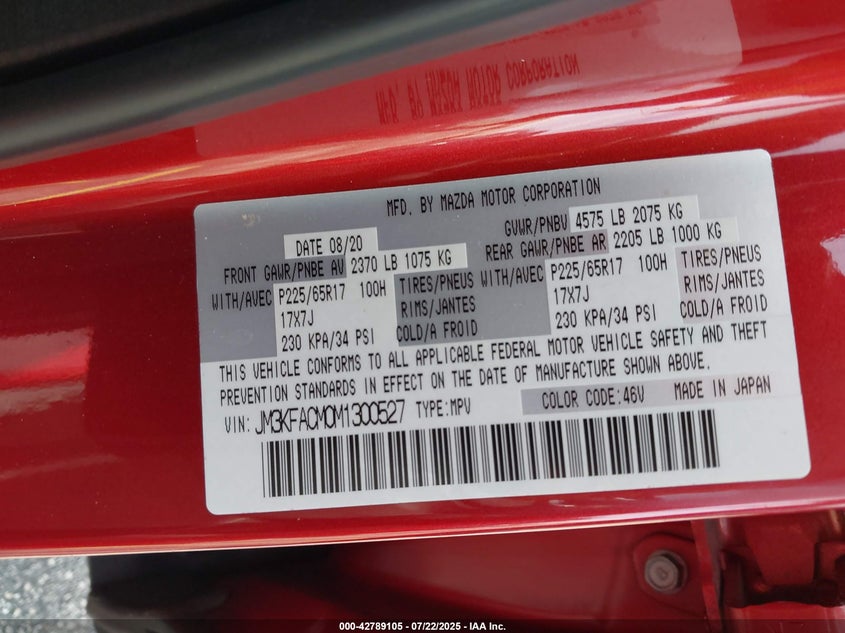 MFD. BY MAZDA MOTOR CORPORATION
MFD. BY MAZDA MOTOR CORPORATION
DATE 08/20 GVWR/PNBV 4575 LB 2075 KG
FRONT GAWR/PNBE AV 2370 LB 1075 KG REAR GAWR/PNBE AR 2205 LB 1000 KG
WITH/AVEC P225/65R17 100H TIRES/PNEUS WITH/AVEC P225/65R17 100H TIRES/PNEUS
17X7J RIMS/JANTES 17X7J RIMS/JANTES
230 KPA/34 PSI COLD/A FROID 230 KPA/34 PSI COLD/A FROID
THIS VEHICLE CONFORMS TO ALL APPLICABLE FEDERAL MOTOR VEHICLE SAFETY AND THEFT
PREVENTION STANDARDS IN EFFECT ON THE DATE OF MANUFACTURE SHOWN ABOVE.
VIN: JM3KFACM0M1300527 TYPE:MPV COLOR CODE:46V MADE IN JAPAN
000-42789105 - 07/22/2025 - IAA Inc.